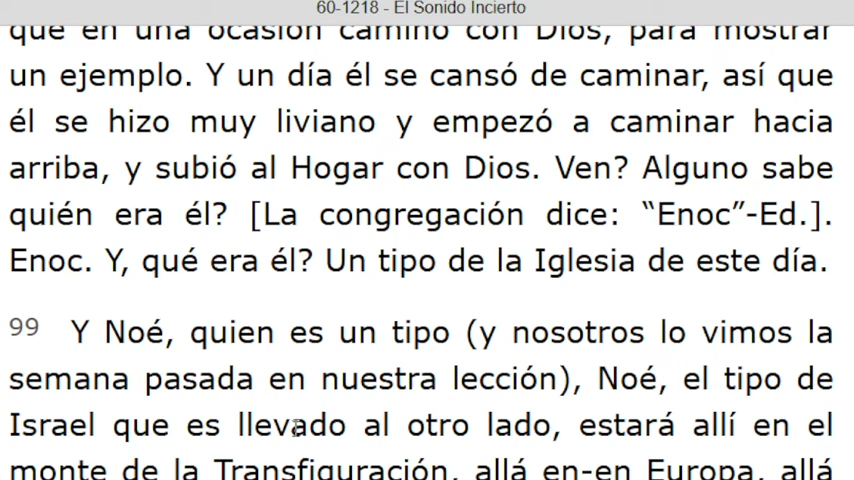 60-1218 - El Sonido Incierto
que en una ocasión caminó con Dios, para mostrar
un ejemplo. Y un día él se cansó de caminar, así que
él se hizo muy liviano y empezó a caminar hacia
arriba, y subió al Hogar con Dios. Ven? Alguno sabe
quién era él? [La congregación dice: “Enoc”-Ed.].
Enoc. Y, qué era él? Un tipo de la Iglesia de este día.
99 Y Noé, quien es un tipo (y nosotros lo vimos la
semana pasada en nuestra lección), Noé, el tipo de
Israel que es llevado al otro lado, estará allí en el
monte de la Transfiguración, allá en-en Europa, allá